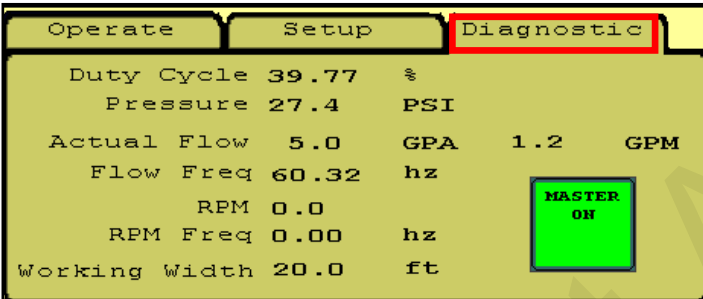 Operate Setup Diagnostic
Duty Cycle 39.77 %
Pressure 27.4 PSI
Actual Flow 5.0 GPA 1.2 GPM
Flow Freq 60.32 hz
MASTER
ON
RPM 0.0
RPM Freq 0.00 hz
Working Width 20.0 ft